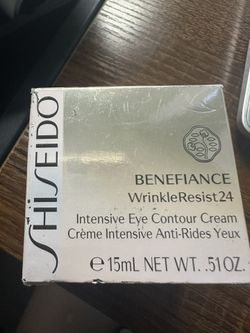 SHISEIDO
BENEFIANCE
WrinkleResist24
Intensive Eye Contour Cream
Crème Intensive Anti-Rides Yeux
℮ 15mL NET WT. .51 OZ.